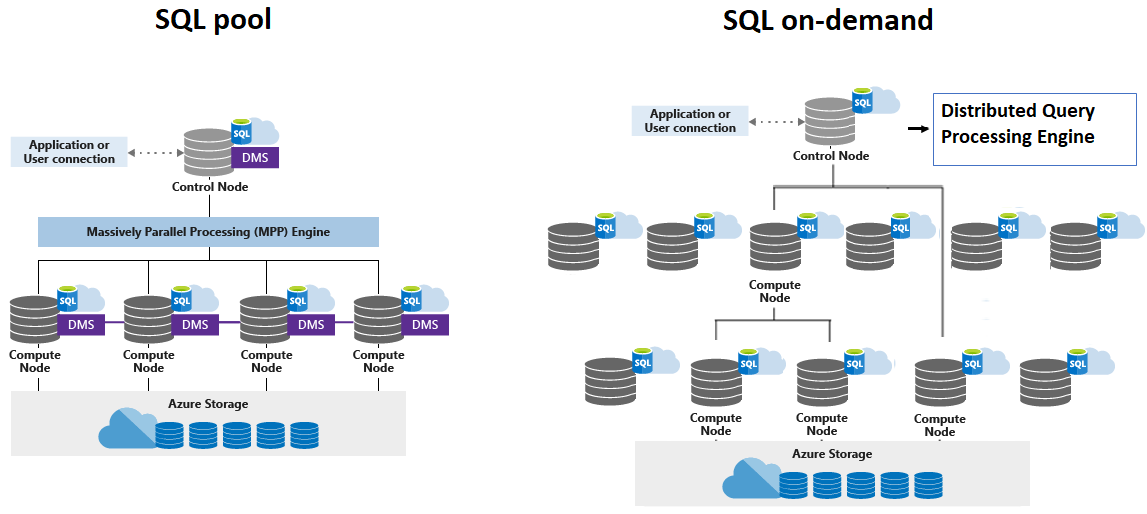 SQL pool
SQL on-demand
Application or
User connection
SQL
DMS
Control Node
Massively Parallel Processing (MPP) Engine
SQL
DMS
SQL
DMS
SQL
DMS
SQL
DMS
Compute
Node
Compute
Node
Compute
Node
Compute
Node
Azure Storage
Application or
User connection
SQL
Control Node
Distributed Query
Processing Engine
SQL
SQL
SQL
SQL
SQL
SQL
Compute
Node
SQL
SQL
SQL
SQL
SQL
Compute
Node
Compute
Node
Compute
Node
Azure Storage